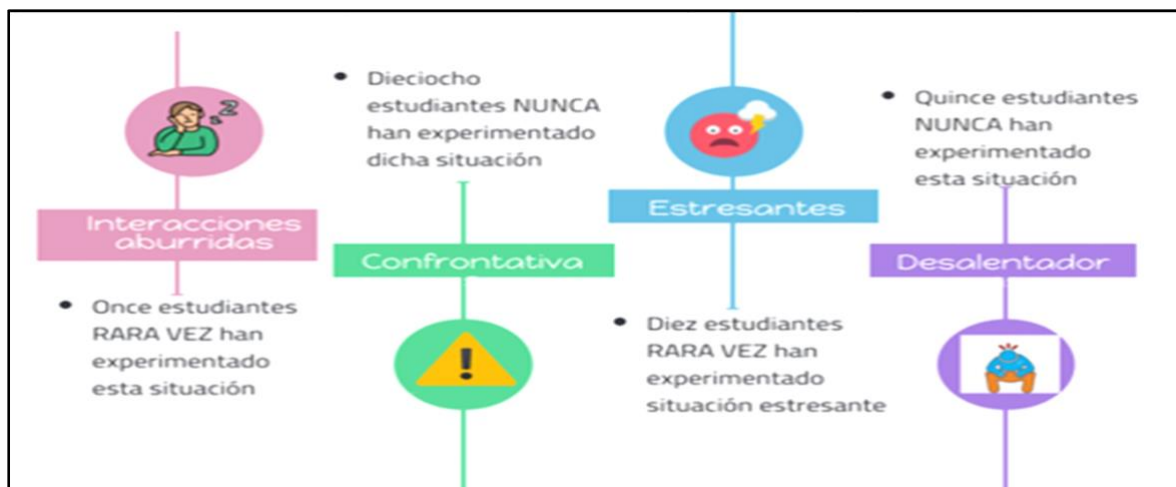 Interacciones
aburridas
Once estudiantes
RARA VEZ han
experimentado
esta situación
Dieciocho
estudiantes NUNCA
han experimentado
dicha situación
Confrontativa
!
Estresantes
Diez estudiantes
RARA VEZ han
experimentado
situación estresante
Quince estudiantes
NUNCA han
experimentado
esta situación
Desalentador